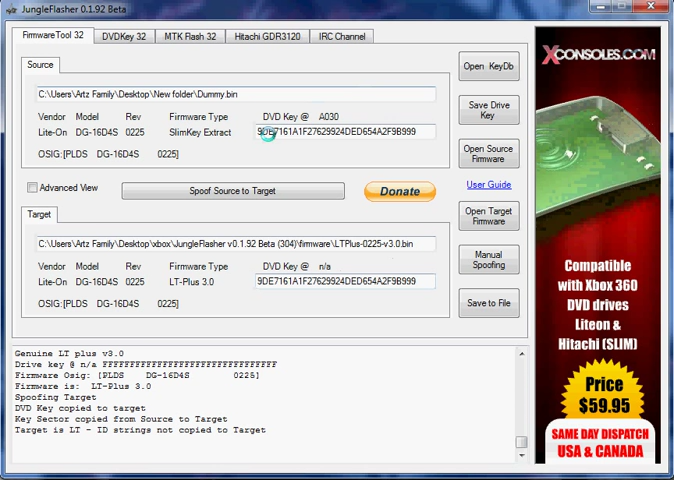 JungleFlasher 0.1.92 Beta
FirmwareTool 32
DVDKey 32
MTK Flash 32
Hitachi GDR3120
IRC Channel
Source
C:\Users\Artz Family\Desktop\New folder\Dummy.bin
Vendor Model Rev Firmware Type DVD Key @ A030
Lite-On DG-16D4S 0225 SlimKey Extract 9DE7161A1F27629924DED654A2F9B999
OSIG:[PLDS DG-16D4S 0225]
Advanced View
Spoof Source to Target
Donate
Target
C:\Users\Artz Family\Desktop\xbox\JungleFlasher v0.1.92 Beta (304)\firmware\LTPlus-0225-v3.0.bin
Vendor Model Rev Firmware Type DVD Key @ n/a
Lite-On DG-16D4S 0225 LT-Plus 3.0 9DE7161A1F27629924DED654A2F9B999
OSIG:[PLDS DG-16D4S 0225]
Open KeyDb
Save Drive
Key
Open Source
Firmware
User Guide
Open Target
Firmware
Manual
Spoofing
Save to File
Genuine LT plus v3.0
Drive key @ n/a FFFFFFFFFFFFFFFFFFFFFFFFFFFFFFFF
Firmware Osig: [PLDS DG-16D4S 0225]
Firmware is: LT-Plus 3.0
Spoofing Target
DVD Key copied to target
Key Sector copied from Source to Target
Target is LT - ID strings not copied to Target
XCONSOLES.COM
Compatible
with Xbox 360
DVD drives
Liteon &
Hitachi (SLIM)
Price
$59.95
SAME DAY DISPATCH
USA & CANADA